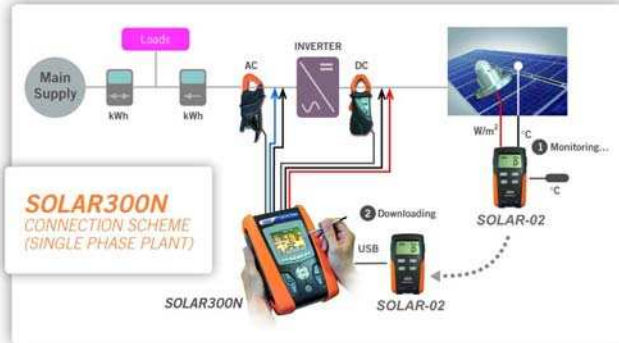 Loads
Main
Supply
kWh
kWh
AC
INVERTER
DC
W/m²
°C
1 Monitoring...
°C
SOLAR-02
SOLAR300N
CONNECTION SCHEME
(SINGLE PHASE PLANT)
2 Downloading
USB
SOLAR300N
SOLAR-02